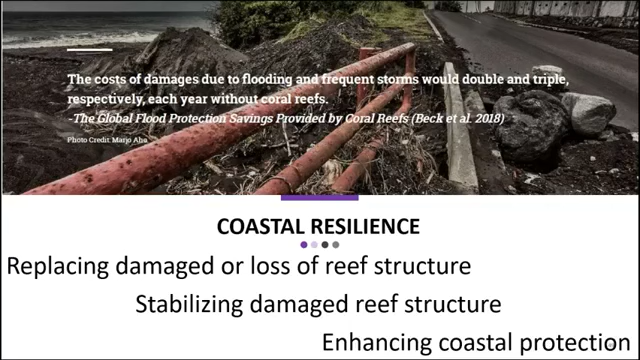 The costs of damages due to flooding and frequent storms would double and triple,
respectively, each year without coral reefs.
-The Global Flood Protection Savings Provided by Coral Reefs (Beck et al. 2018)
Photo Credit: Marjo Aho
COASTAL RESILIENCE
Replacing damaged or loss of reef structure
Stabilizing damaged reef structure
Enhancing coastal protection